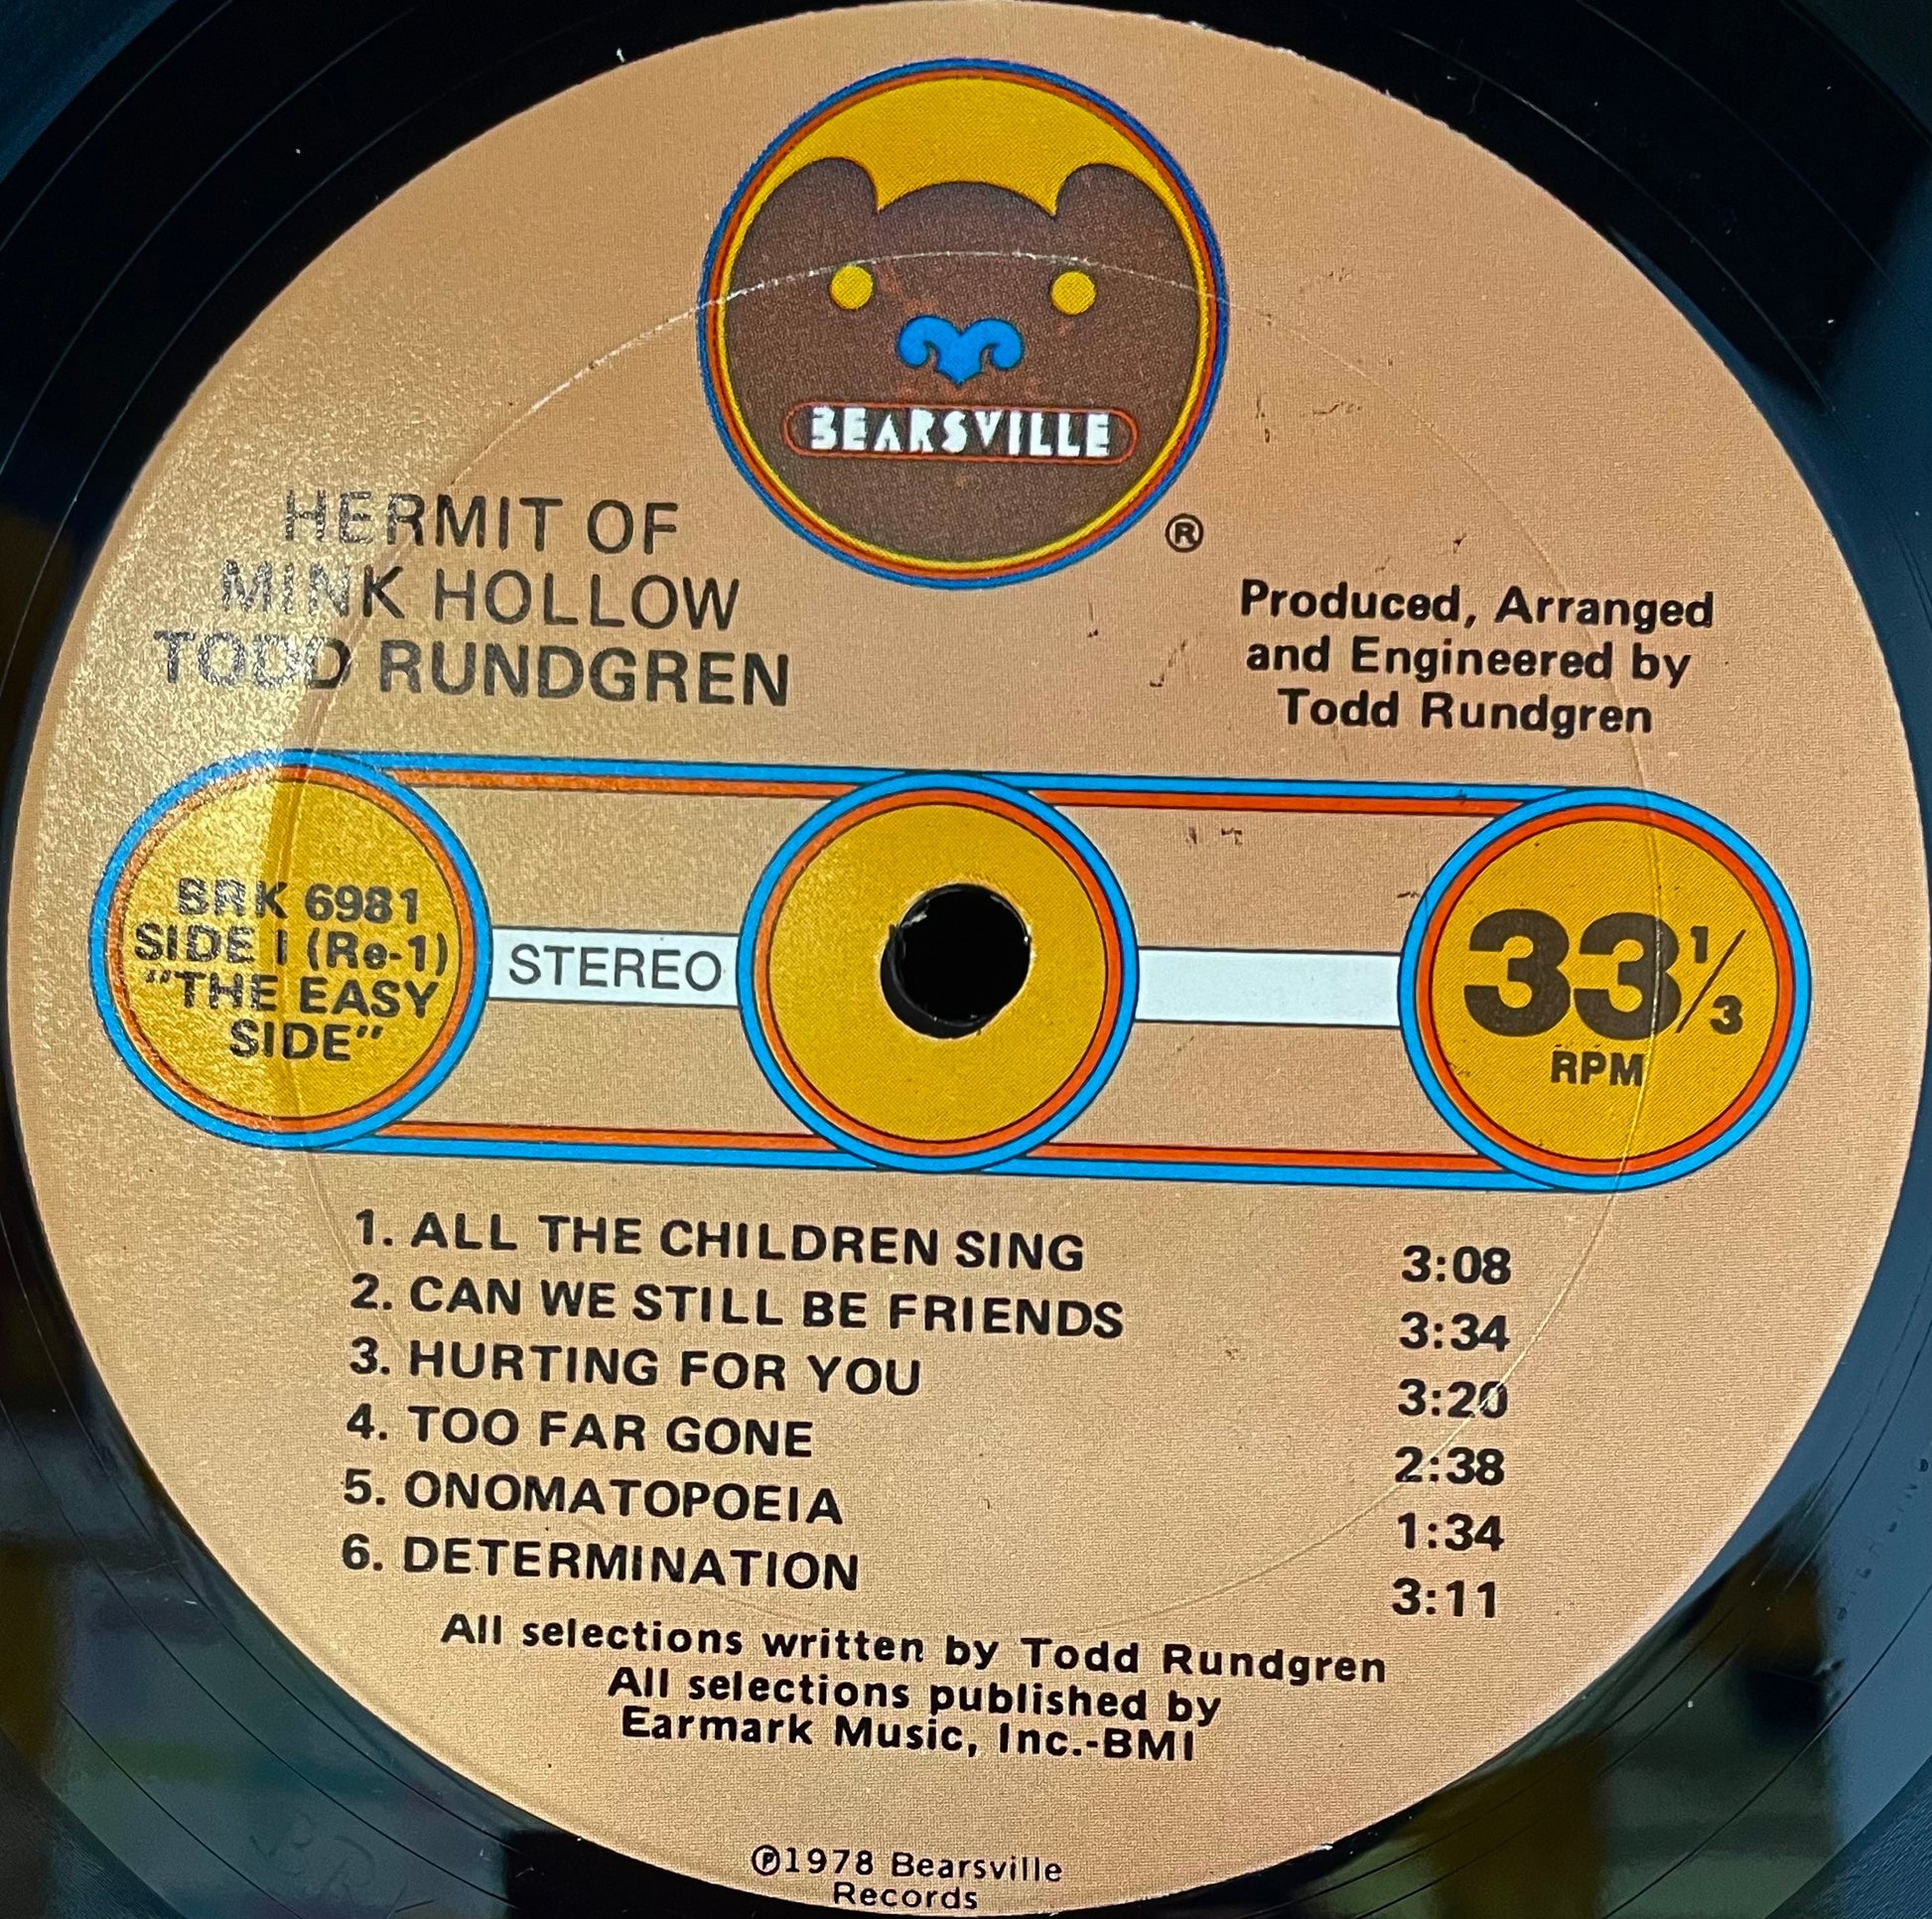 BEARSVILLE
®
HERMIT OF
MINK HOLLOW
TODD RUNDGREN
Produced, Arranged
and Engineered by
Todd Rundgren
BRK 6981
SIDE I (Re-1)
"THE EASY
SIDE"
STEREO
33 1/3
RPM
1. ALL THE CHILDREN SING 3:08
2. CAN WE STILL BE FRIENDS 3:34
3. HURTING FOR YOU 3:20
4. TOO FAR GONE 2:38
5. ONOMATOPOEIA 1:34
6. DETERMINATION 3:11
All selections written by Todd Rundgren
All selections published by
Earmark Music, Inc.-BMI
℗1978 Bearsville
Records